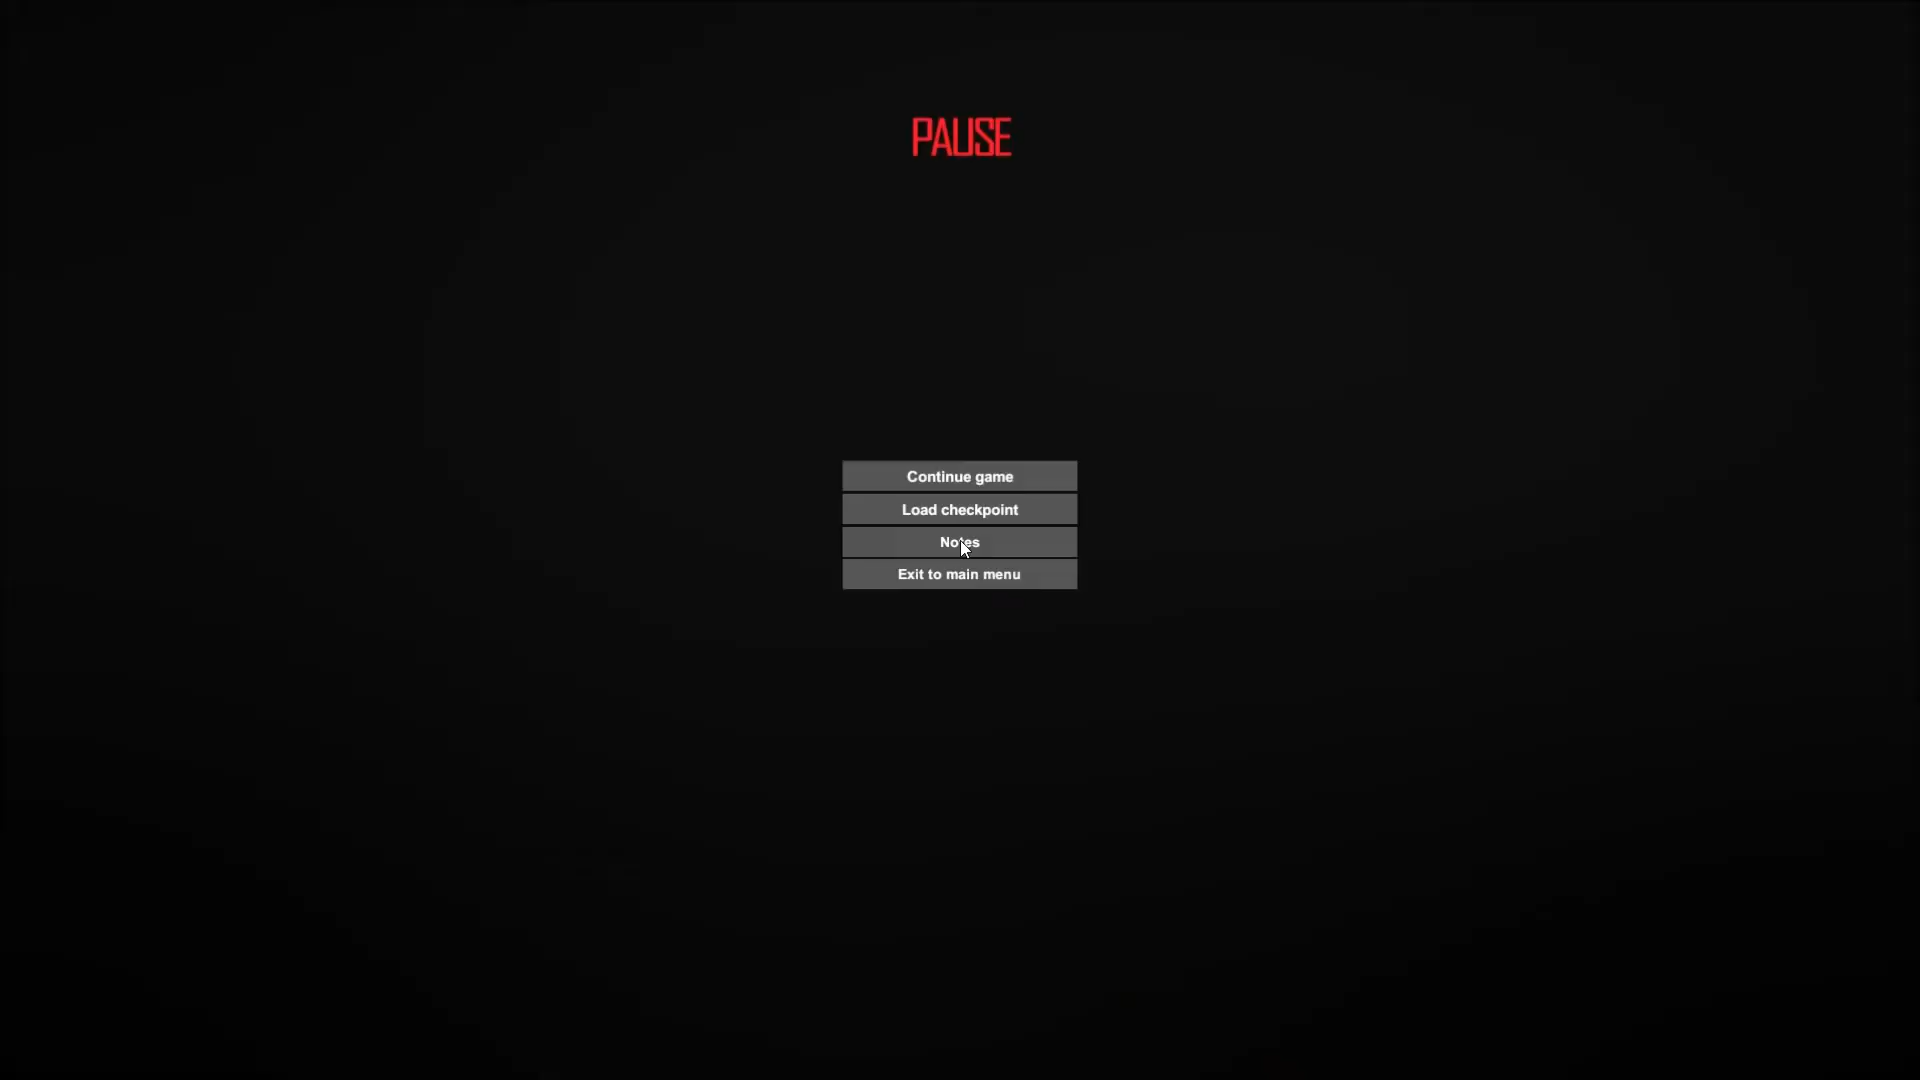 PAUSE
Continue game
Load checkpoint
Notes
Exit to main menu